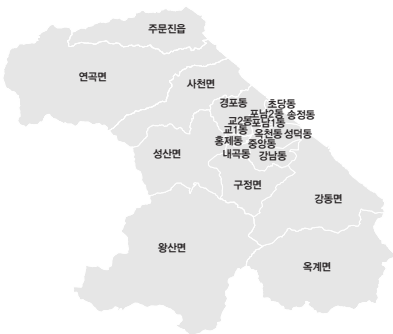 주문진읍
연곡면
사천면
경포동
초당동
포남2동 송정동
교2동 포남1동
교1동 옥천동 성덕동
홍제동 중앙동
성산면 내곡동 강남동
구정면
강동면
왕산면
옥계면